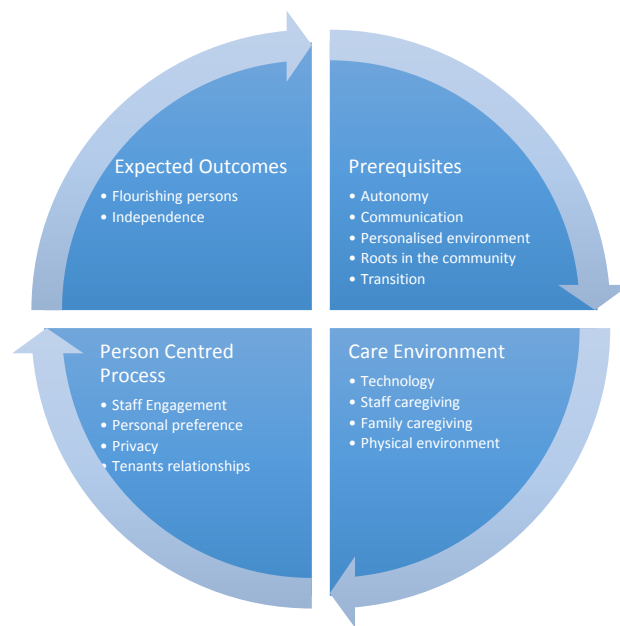 Expected Outcomes
• Flourishing persons
• Independence
Prerequisites
• Autonomy
• Communication
• Personalised environment
• Roots in the community
• Transition
Person Centred
Process
• Staff Engagement
• Personal preference
• Privacy
• Tenants relationships
Care Environment
• Technology
• Staff caregiving
• Family caregiving
• Physical environment